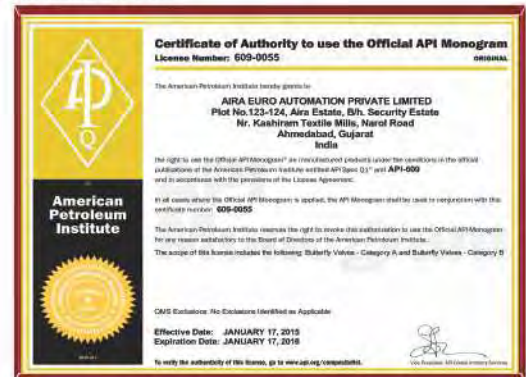 Certificate of Authority to use the Official API Monogram
License Number: 609-0055
ORIGINAL
The American Petroleum Institute hereby grants to
AIRA EURO AUTOMATION PRIVATE LIMITED
Plot No.123-124, Aira Estate, B/h. Security Estate
Nr. Kashiram Textile Mills, Narol Road
Ahmedabad, Gujarat
India
the right to use the Official API Monogram® on manufactured products under the conditions in the official
publications of the American Petroleum Institute entitled API Spec Q1® and API-609
and in accordance with the provisions of the License Agreement.
In all cases where the Official API Monogram is applied, the API Monogram shall be used in conjunction with this
certificate number: 609-0055
The American Petroleum Institute reserves the right to revoke this authorization to use the Official API Monogram
for any reason satisfactory to the Board of Directors of the American Petroleum Institute.
The scope of this license includes the following: Butterfly Valves - Category A and Butterfly Valves - Category B
QMS Exclusions: No Exclusions Identified as Applicable
Effective Date: JANUARY 17, 2015
Expiration Date: JANUARY 17, 2016
To verify the authenticity of this license, go to www.api.org/compositelist.
Vice President, API Global Industry Services
API
Q
American
Petroleum
Institute